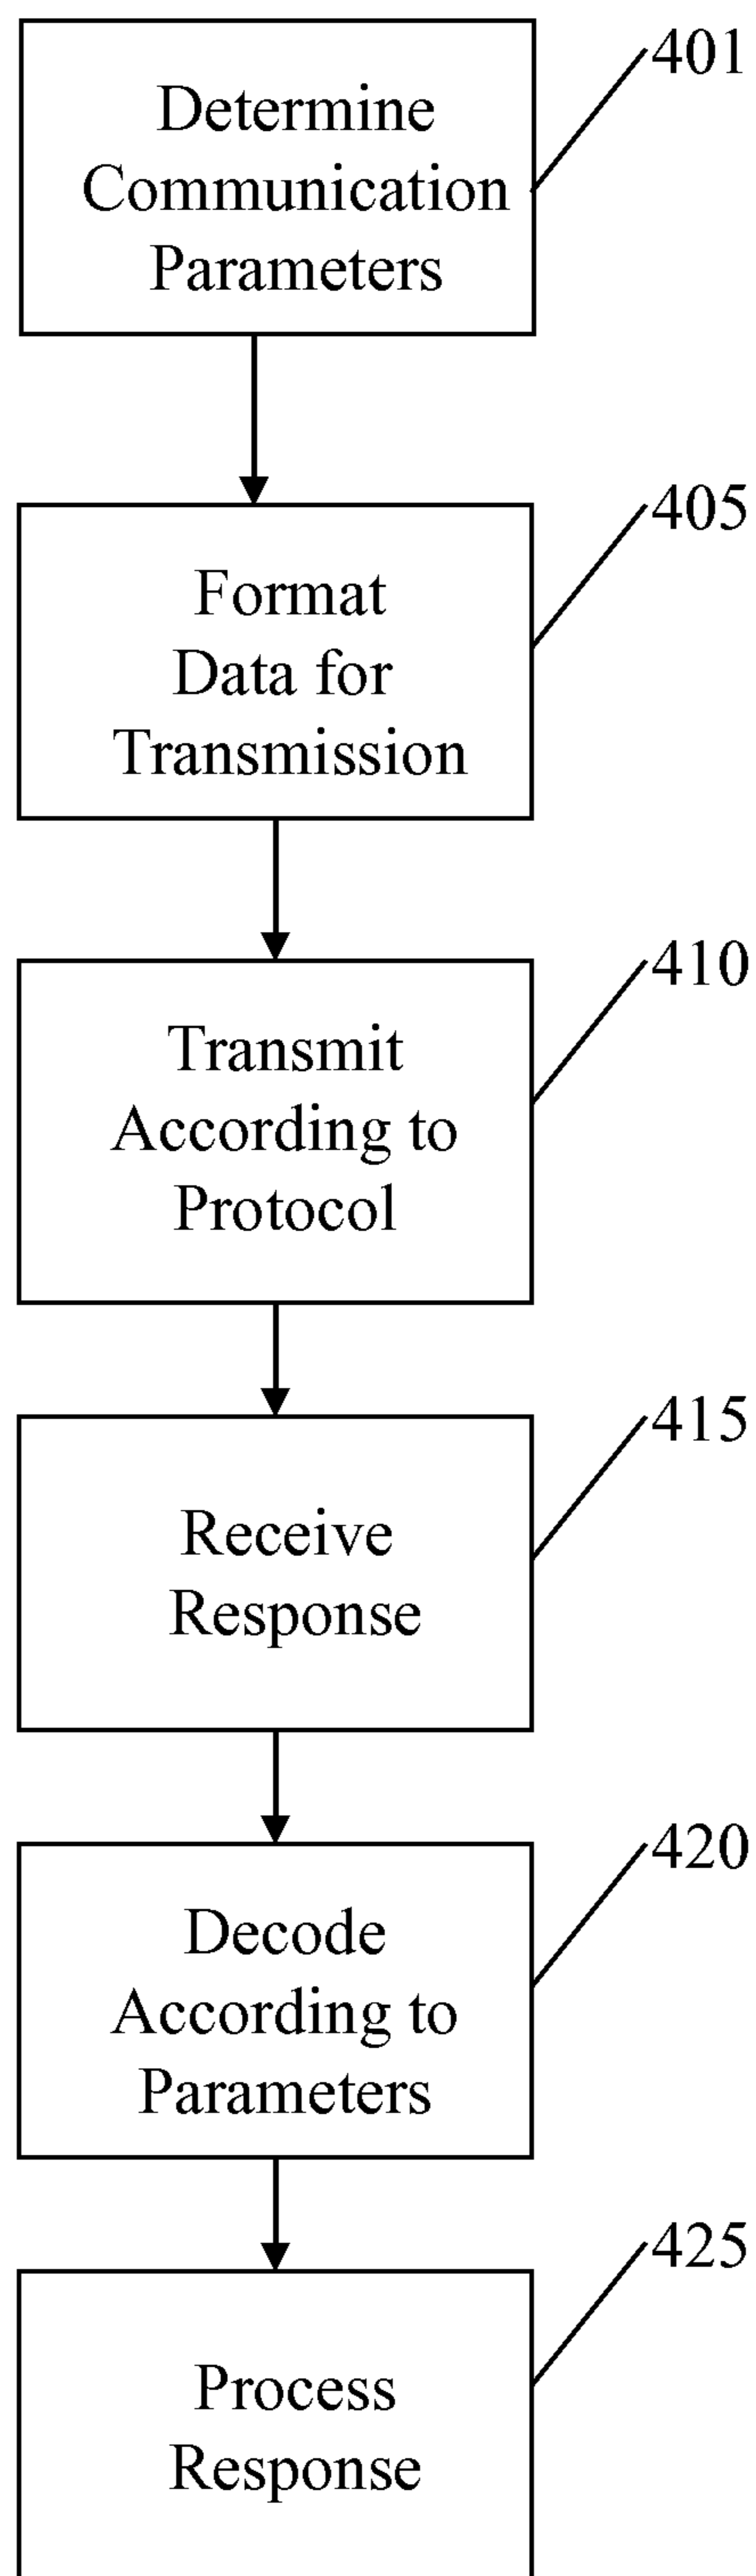 Determine
Communication
Parameters
401
Format
Data for
Transmission
405
Transmit
According to
Protocol
410
Receive
Response
415
Decode
According to
Parameters
420
Process
Response
425